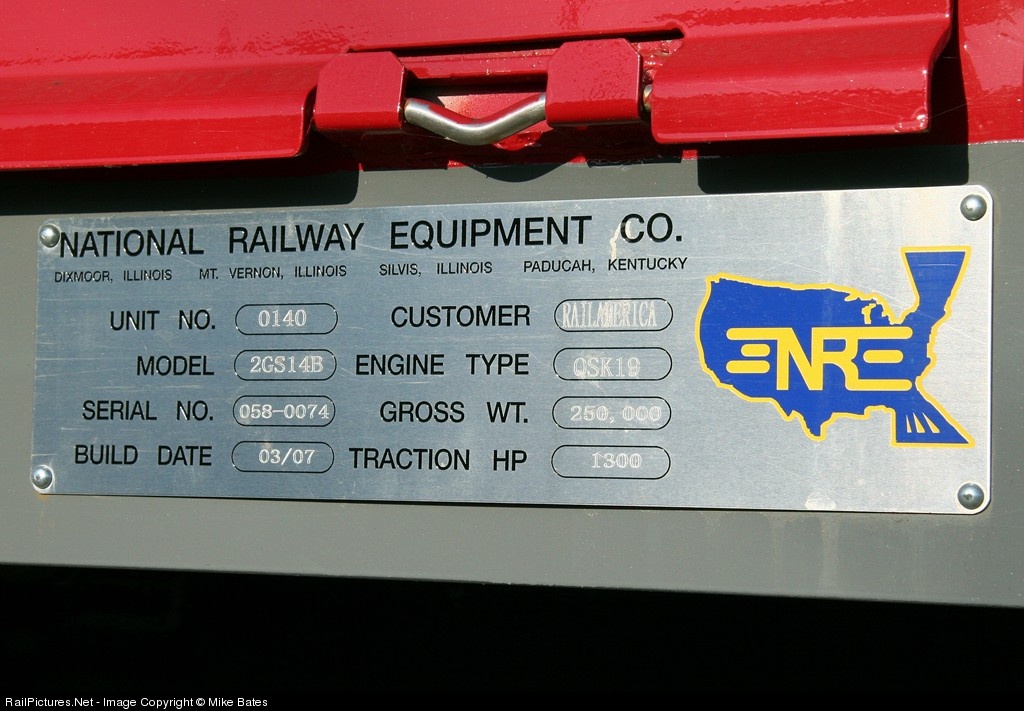 NATIONAL RAILWAY EQUIPMENT CO.
DIXMOOR, ILLINOIS MT. VERNON, ILLINOIS SILVIS, ILLINOIS PADUCAH, KENTUCKY
UNIT NO. 0140 CUSTOMER RAILAMERICA
MODEL 2GS14B ENGINE TYPE QSK19
SERIAL NO. 058-0074 GROSS WT. 250,000
BUILD DATE 03/07 TRACTION HP 1300
NRE
RailPictures.Net - Image Copyright © Mike Bates